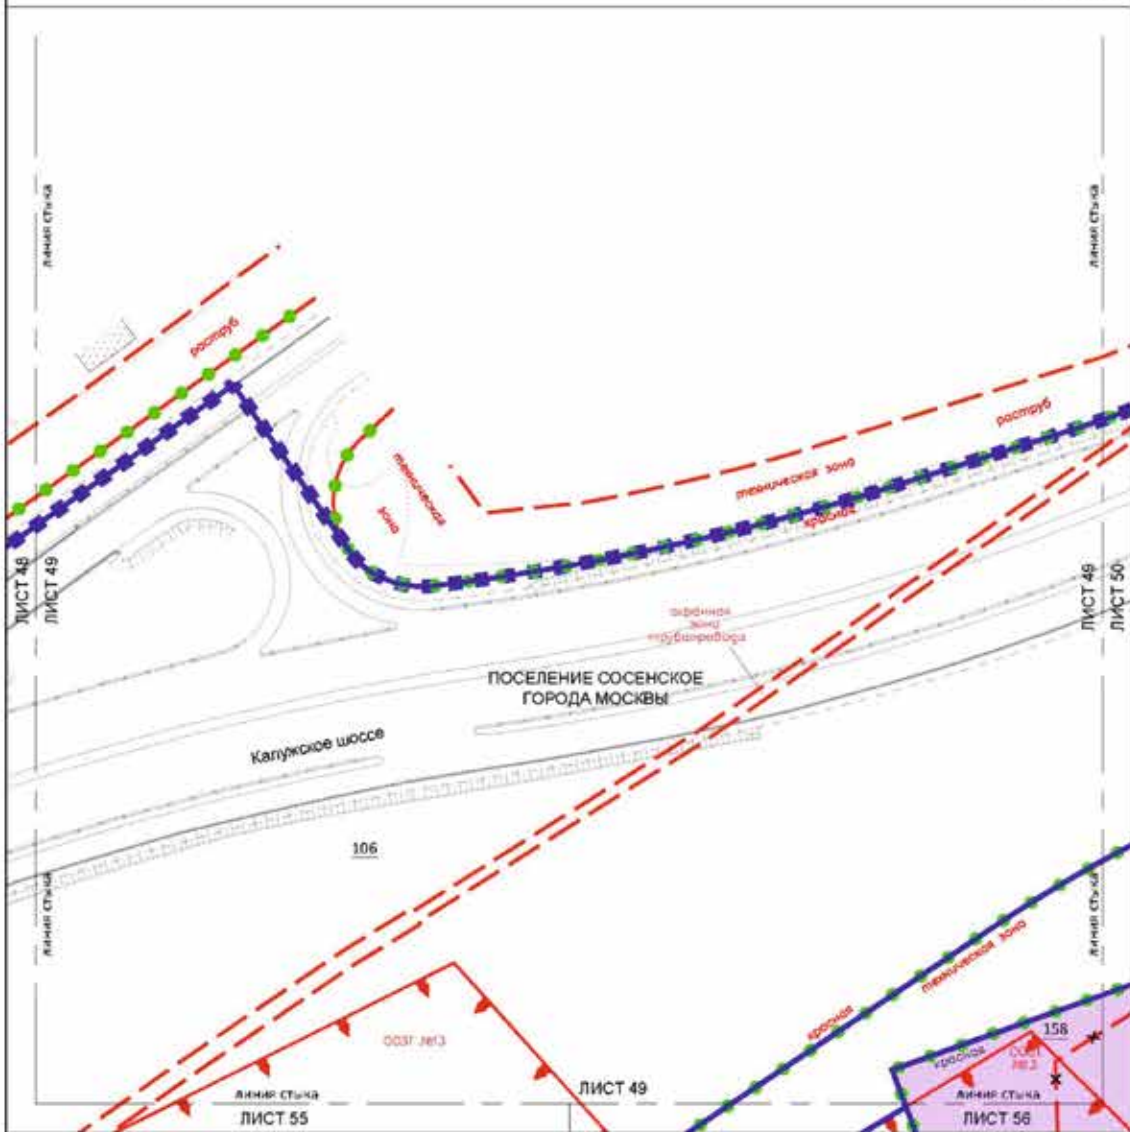 линия стыка
линия стыка
раструб
раструб
техническая
зона
техническая зона
красная
ЛИСТ 48
ЛИСТ 49
ЛИСТ 49
ЛИСТ 50
охранная
зона
трубопровода
ПОСЕЛЕНИЕ СОСЕНСКОЕ
ГОРОДА МОСКВЫ
Калужское шоссе
106
линия стыка
линия стыка
техническая зона
красная
158
красная
ЛИСТ 49
линия стыка
линия стыка
ЛИСТ 55
ЛИСТ 56